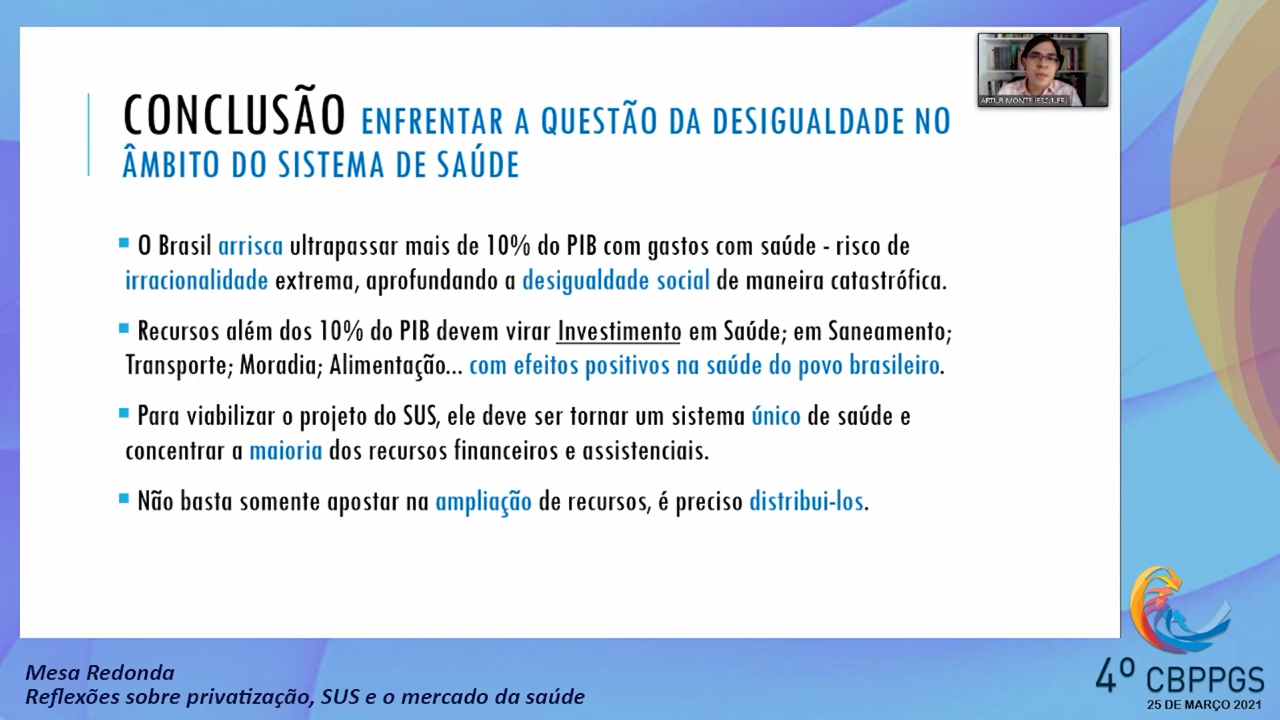 CONCLUSÃO ENFRENTAR A QUESTÃO DA DESIGUALDADE NO
ÂMBITO DO SISTEMA DE SAÚDE
O Brasil arrisca ultrapassar mais de 10% do PIB com gastos com saúde - risco de
irracionalidade extrema, aprofundando a desigualdade social de maneira catastrófica.
Recursos além dos 10% do PIB devem virar Investimento em Saúde; em Saneamento;
Transporte; Moradia; Alimentação... com efeitos positivos na saúde do povo brasileiro.
Para viabilizar o projeto do SUS, ele deve ser tornar um sistema único de saúde e
concentrar a maioria dos recursos financeiros e assistenciais.
Não basta somente apostar na ampliação de recursos, é preciso distribui-los.
Mesa Redonda
Reflexões sobre privatização, SUS e o mercado da saúde
4º CBPPGS
25 DE MARÇO 2021